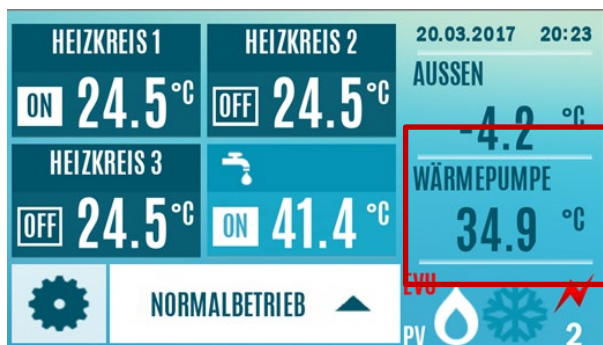 HEIZKREIS 1
ON 24.5°C
HEIZKREIS 2
OFF 24.5°C
HEIZKREIS 3
OFF 24.5°C
ON 41.4 °C
NORMALBETRIEB
20.03.2017 20:23
AUSSEN
-4.2 °C
WÄRMEPUMPE
34.9 °C
EVU
PV
2